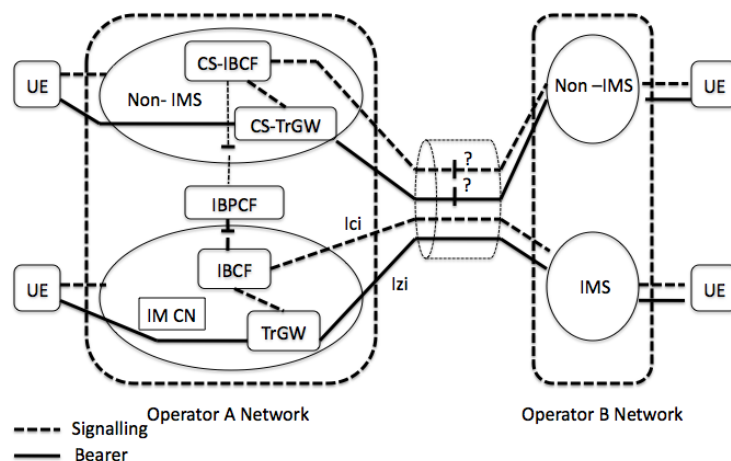 CS-IBCF
UE
Non- IMS
CS-TrGW
Non –IMS
UE
?
?
IBPCF
Ici
IBCF
Izi
UE
IM CN
TrGW
IMS
UE
Operator A Network
Operator B Network
Signalling
Bearer